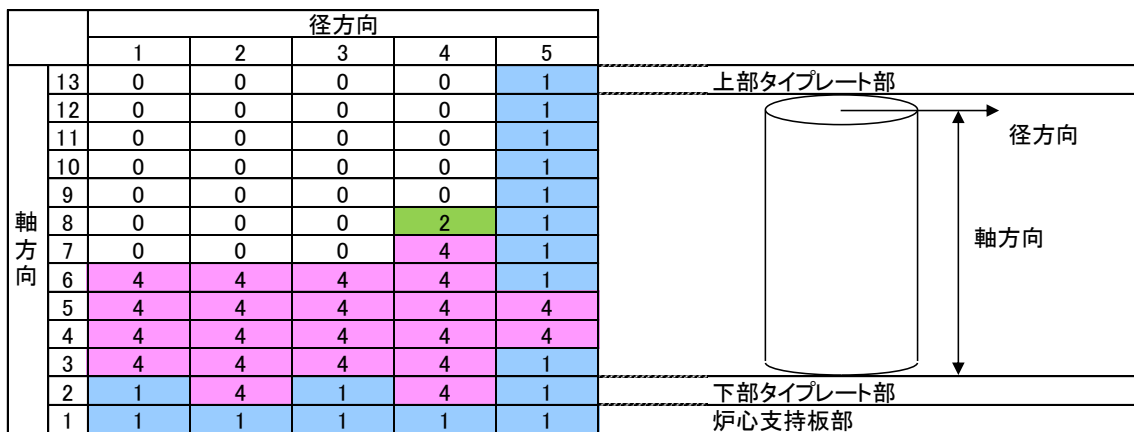 径方向
1 2 3 4 5
13 0 0 0 0 1 上部タイプレート部
12 0 0 0 0 1
11 0 0 0 0 1 径方向
10 0 0 0 0 1
9 0 0 0 0 1
軸方向 8 0 0 0 2 1
7 0 0 0 4 1 軸方向
6 4 4 4 4 1
5 4 4 4 4 4
4 4 4 4 4 4
3 4 4 4 4 1
2 1 4 1 4 1 下部タイプレート部
1 1 1 1 1 1 炉心支持板部